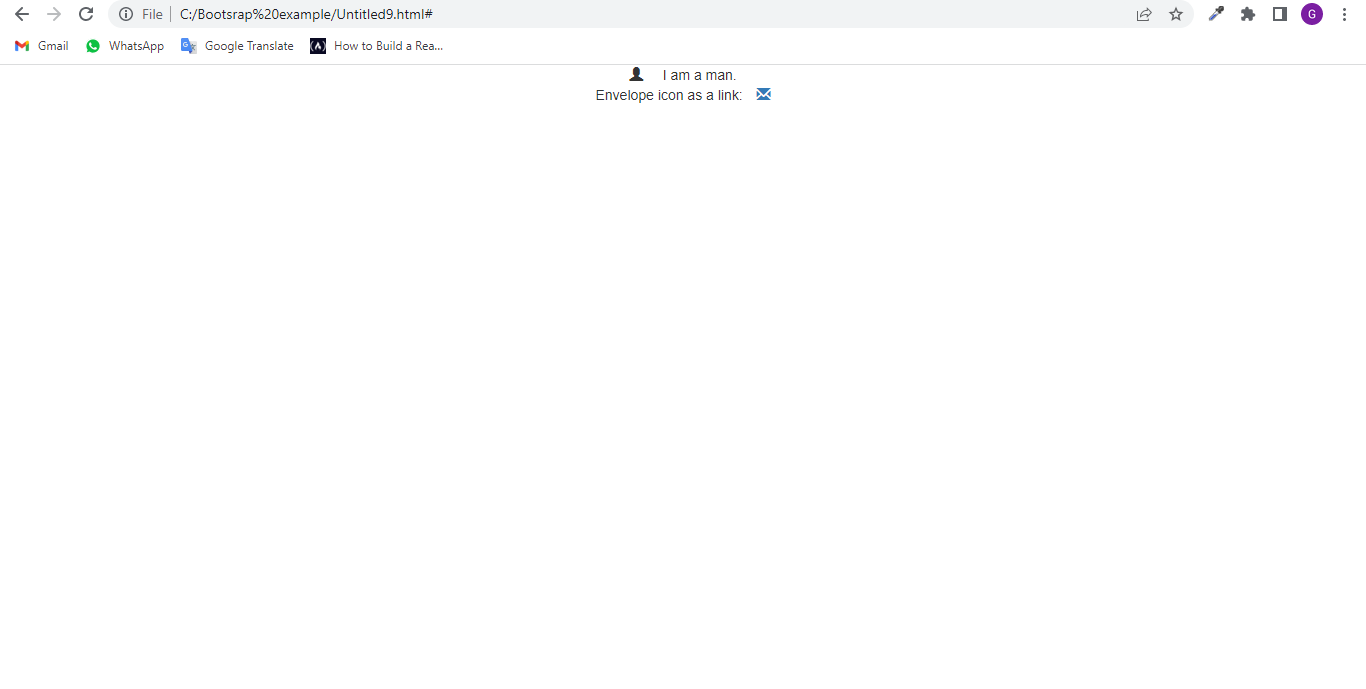 File C:/Bootsrap%20example/Untitled9.html#
G
Gmail WhatsApp Google Translate How to Build a Rea...
I am a man.
Envelope icon as a link: